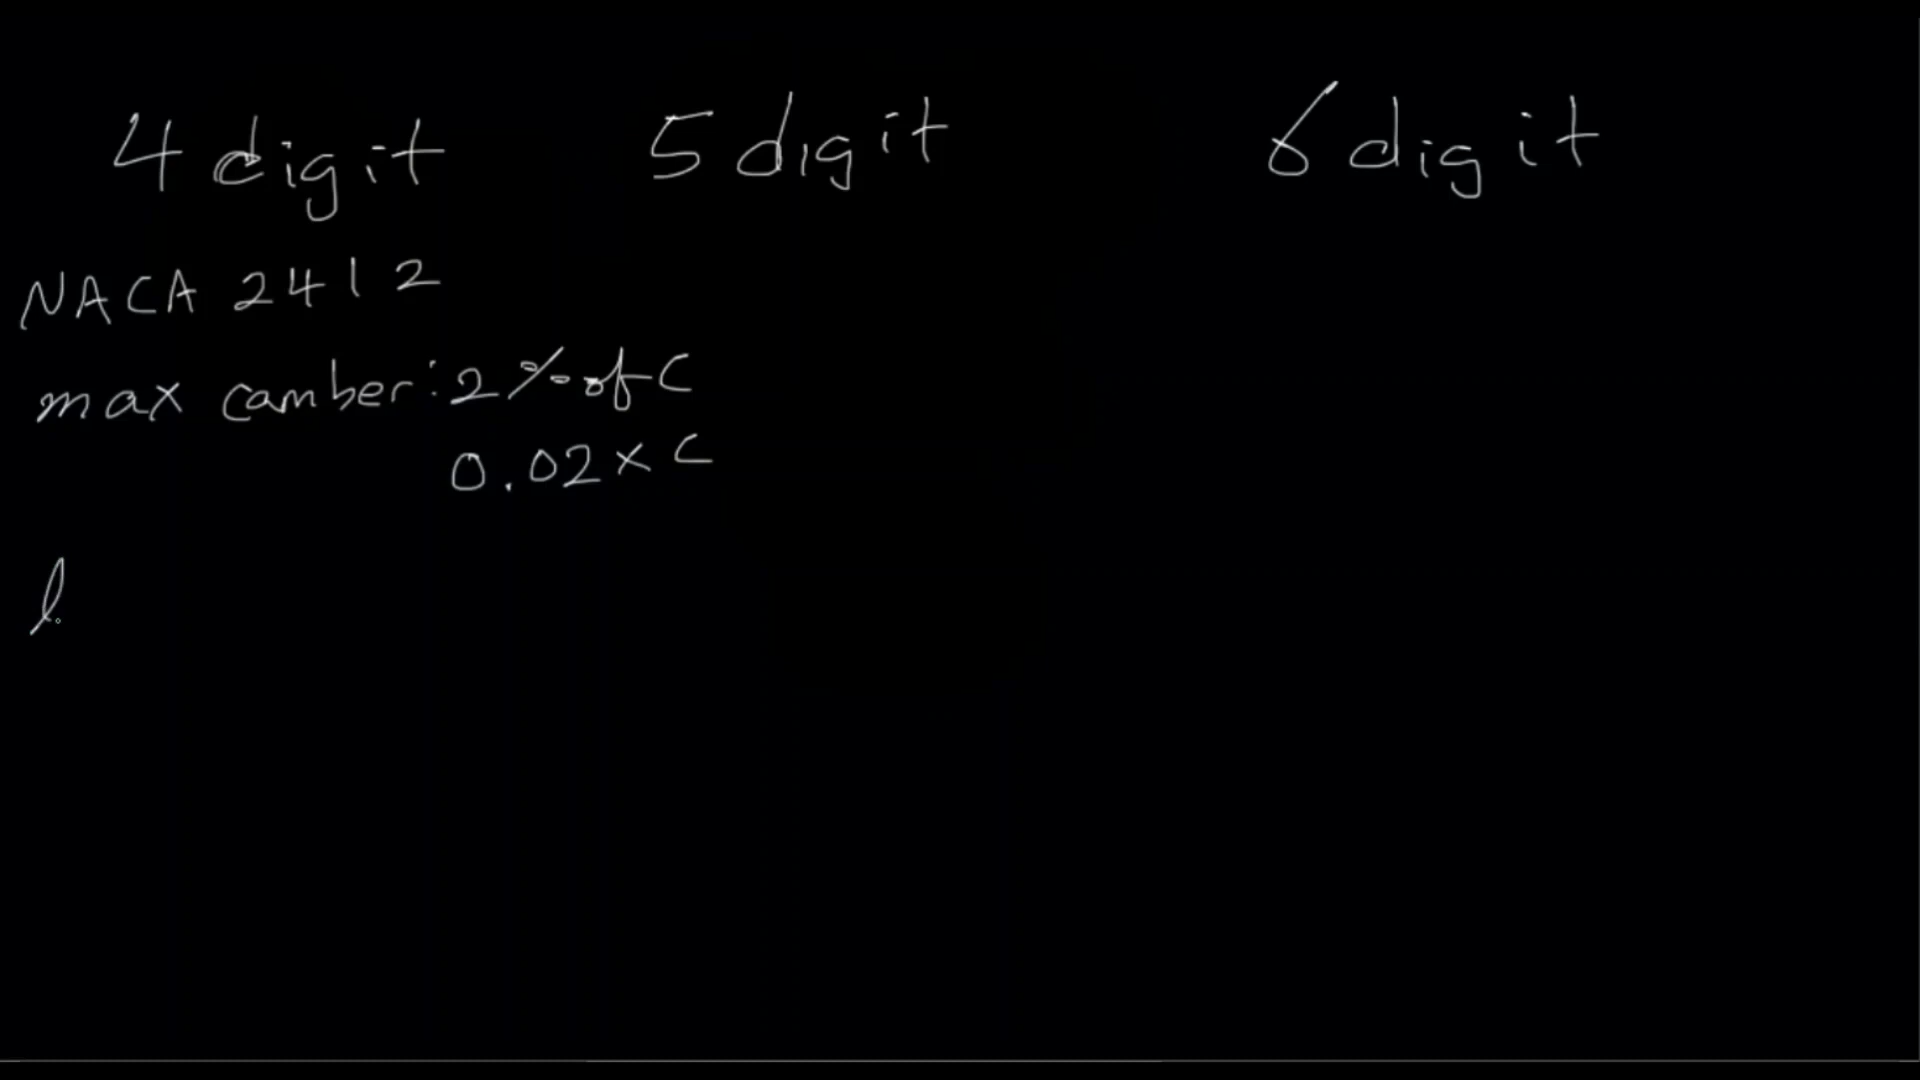 4 digit 5 digit 6 digit
NACA 2412
max camber: 2% of C
0.02 x C
l